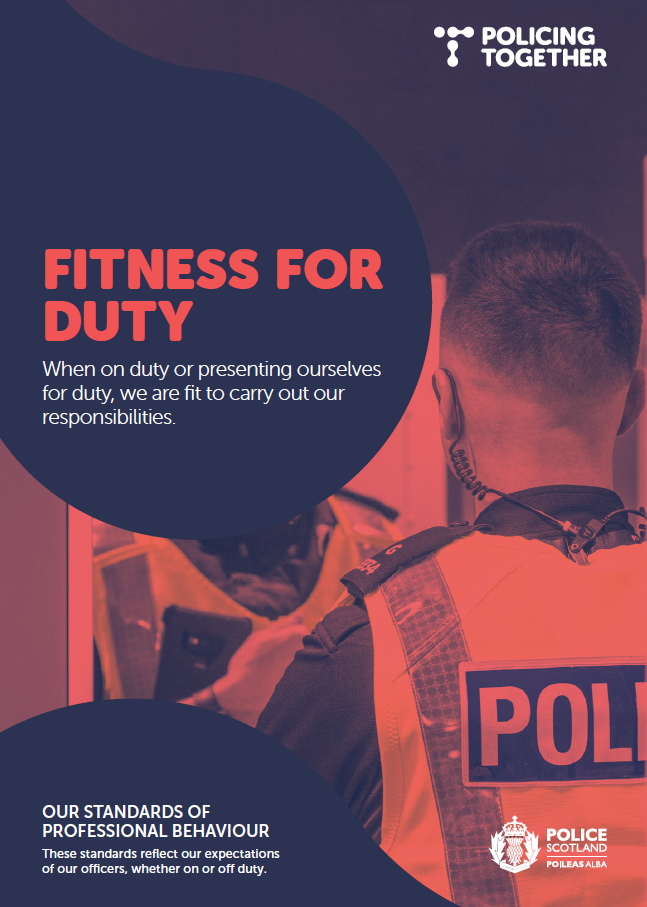 POLICING
TOGETHER
FITNESS FOR
DUTY
When on duty or presenting ourselves
for duty, we are fit to carry out our
responsibilities.
POLI
OUR STANDARDS OF
PROFESSIONAL BEHAVIOUR
These standards reflect our expectations
of our officers, whether on or off duty.
POLICE
SCOTLAND
POILEAS ALBA